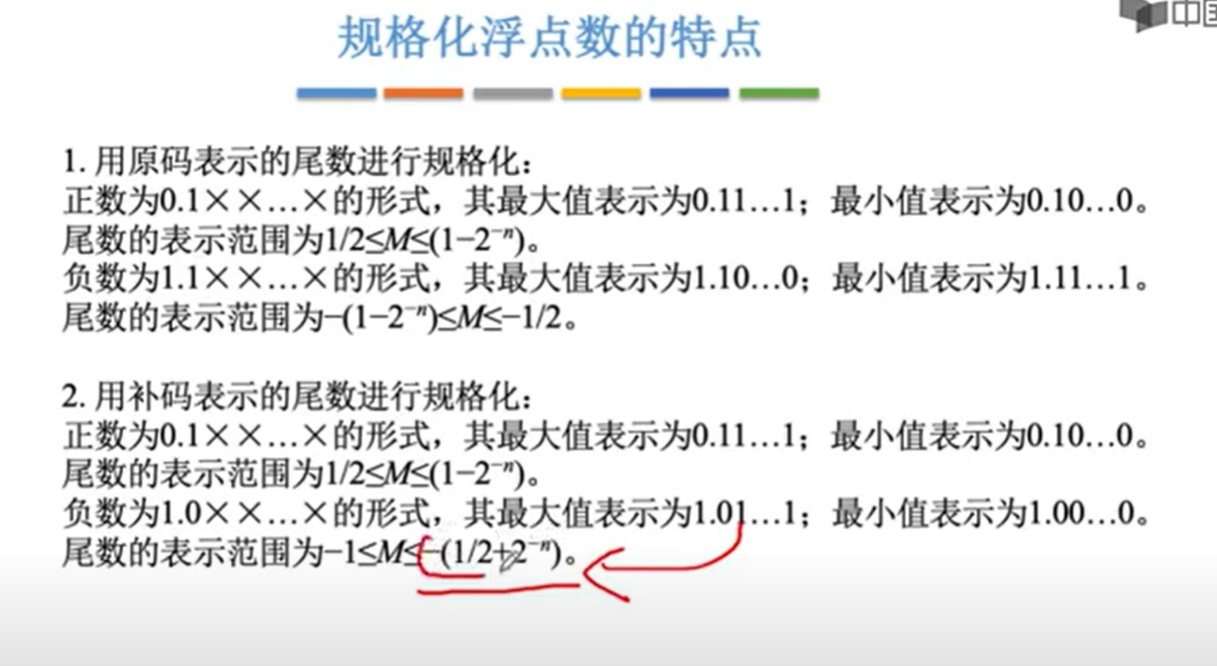 中国
规格化浮点数的特点
1. 用原码表示的尾数进行规格化：
正数为0.1××…×的形式，其最大值表示为0.11…1；最小值表示为0.10…0。
尾数的表示范围为1/2≤M≤(1−2⁻ⁿ)。
负数为1.1××…×的形式，其最大值表示为1.10…0；最小值表示为1.11…1。
尾数的表示范围为−(1−2⁻ⁿ)≤M≤−1/2。
2. 用补码表示的尾数进行规格化：
正数为0.1××…×的形式，其最大值表示为0.11…1；最小值表示为0.10…0。
尾数的表示范围为1/2≤M≤(1−2⁻ⁿ)。
负数为1.0××…×的形式，其最大值表示为1.01…1；最小值表示为1.00…0。
尾数的表示范围为−1≤M≤−(1/2+2⁻ⁿ)。